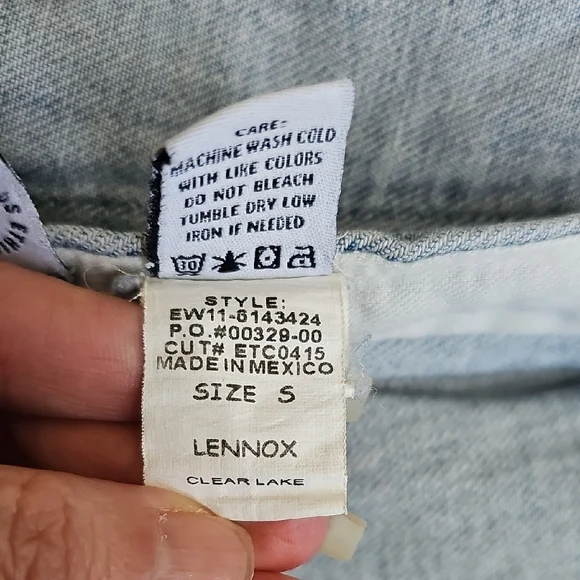 CARE:
MACHINE WASH COLD
WITH LIKE COLORS
DO NOT BLEACH
TUMBLE DRY LOW
IRON IF NEEDED
30
STYLE:
EW11-6143424
P.O.#00329-00
CUT# ETC0415
MADE IN MEXICO
SIZE S
LENNOX
CLEAR LAKE